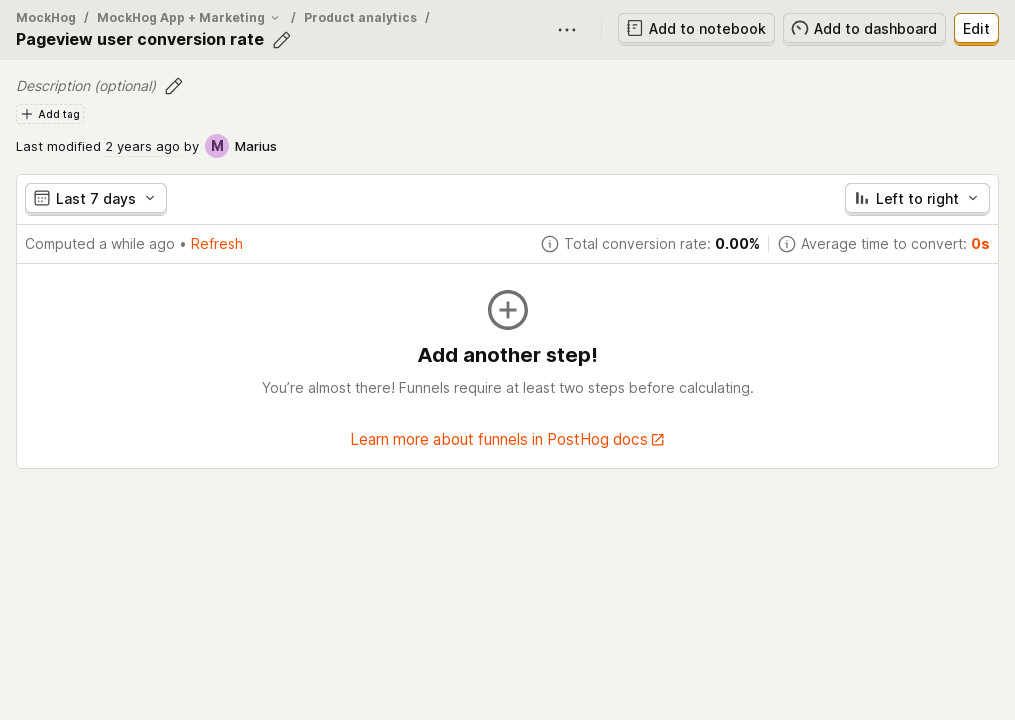 MockHog / MockHog App + Marketing / Product analytics /
Pageview user conversion rate
Add to notebook
Add to dashboard
Edit
Description (optional)
Add tag
Last modified 2 years ago by M Marius
Last 7 days
Left to right
Computed a while ago • Refresh
Total conversion rate: 0.00%
Average time to convert: 0s
Add another step!
You’re almost there! Funnels require at least two steps before calculating.
Learn more about funnels in PostHog docs